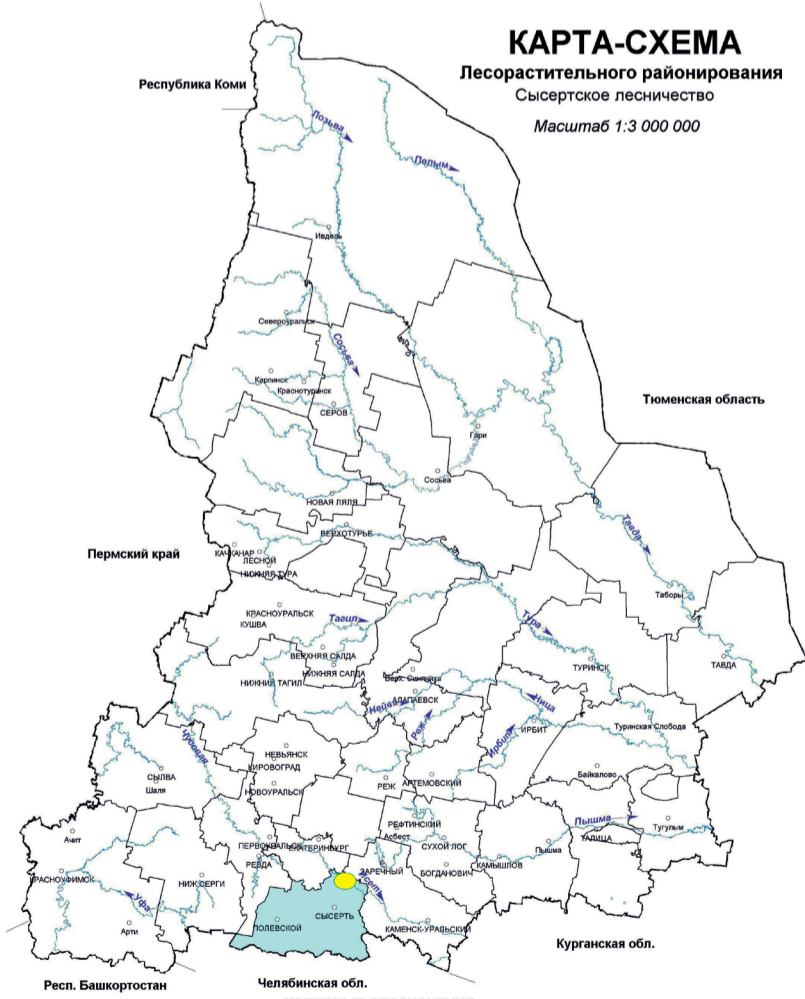 КАРТА-СХЕМА
Лесорастительного районирования
Сысертское лесничество
Масштаб 1:3 000 000
Республика Коми
Лозьва
Пелым
Ивдель
Североуральск
Сосьва
Карпинск
Краснотурьинск
СЕРОВ
Тюменская область
Гари
Сосьва
НОВАЯ ЛЯЛЯ
Тавда
ВЕРХОТУРЬЕ
Пермский край
КАЧКАНАР
ЛЕСНОЙ
НИЖНЯЯ ТУРА
Таборы
КРАСНОУРАЛЬСК
КУШВА
Тагил
Тура
ВЕРХНЯЯ САЛДА
НИЖНЯЯ САЛДА
ТУРИНСК
ТАВДА
НИЖНИЙ ТАГИЛ
Верх. Синячиха
АЛАПАЕВСК
Нейва
Ница
Реж
ИРБИТ
Туринская Слобода
Ирбит
Чусовая
НЕВЬЯНСК
КИРОВОГРАД
СЫЛВА
Шаля
НОВОУРАЛЬСК
РЕЖ
АРТЕМОВСКИЙ
Байкалово
Ачит
РЕФТИНСКИЙ
Асбест
СУХОЙ ЛОГ
Пышма
Тугулым
ПЕРВОУРАЛЬСК
ЕКАТЕРИНБУРГ
Пышма
ТАЛИЦА
РЕВДА
ЗАРЕЧНЫЙ
БОГДАНОВИЧ
КАМЫШЛОВ
КРАСНОУФИМСК
НИЖ.СЕРГИ
Исеть
Уфа
Арти
СЫСЕРТЬ
ПОЛЕВСКОЙ
КАМЕНСК-УРАЛЬСКИЙ
Курганская обл.
Респ. Башкортостан
Челябинская обл.